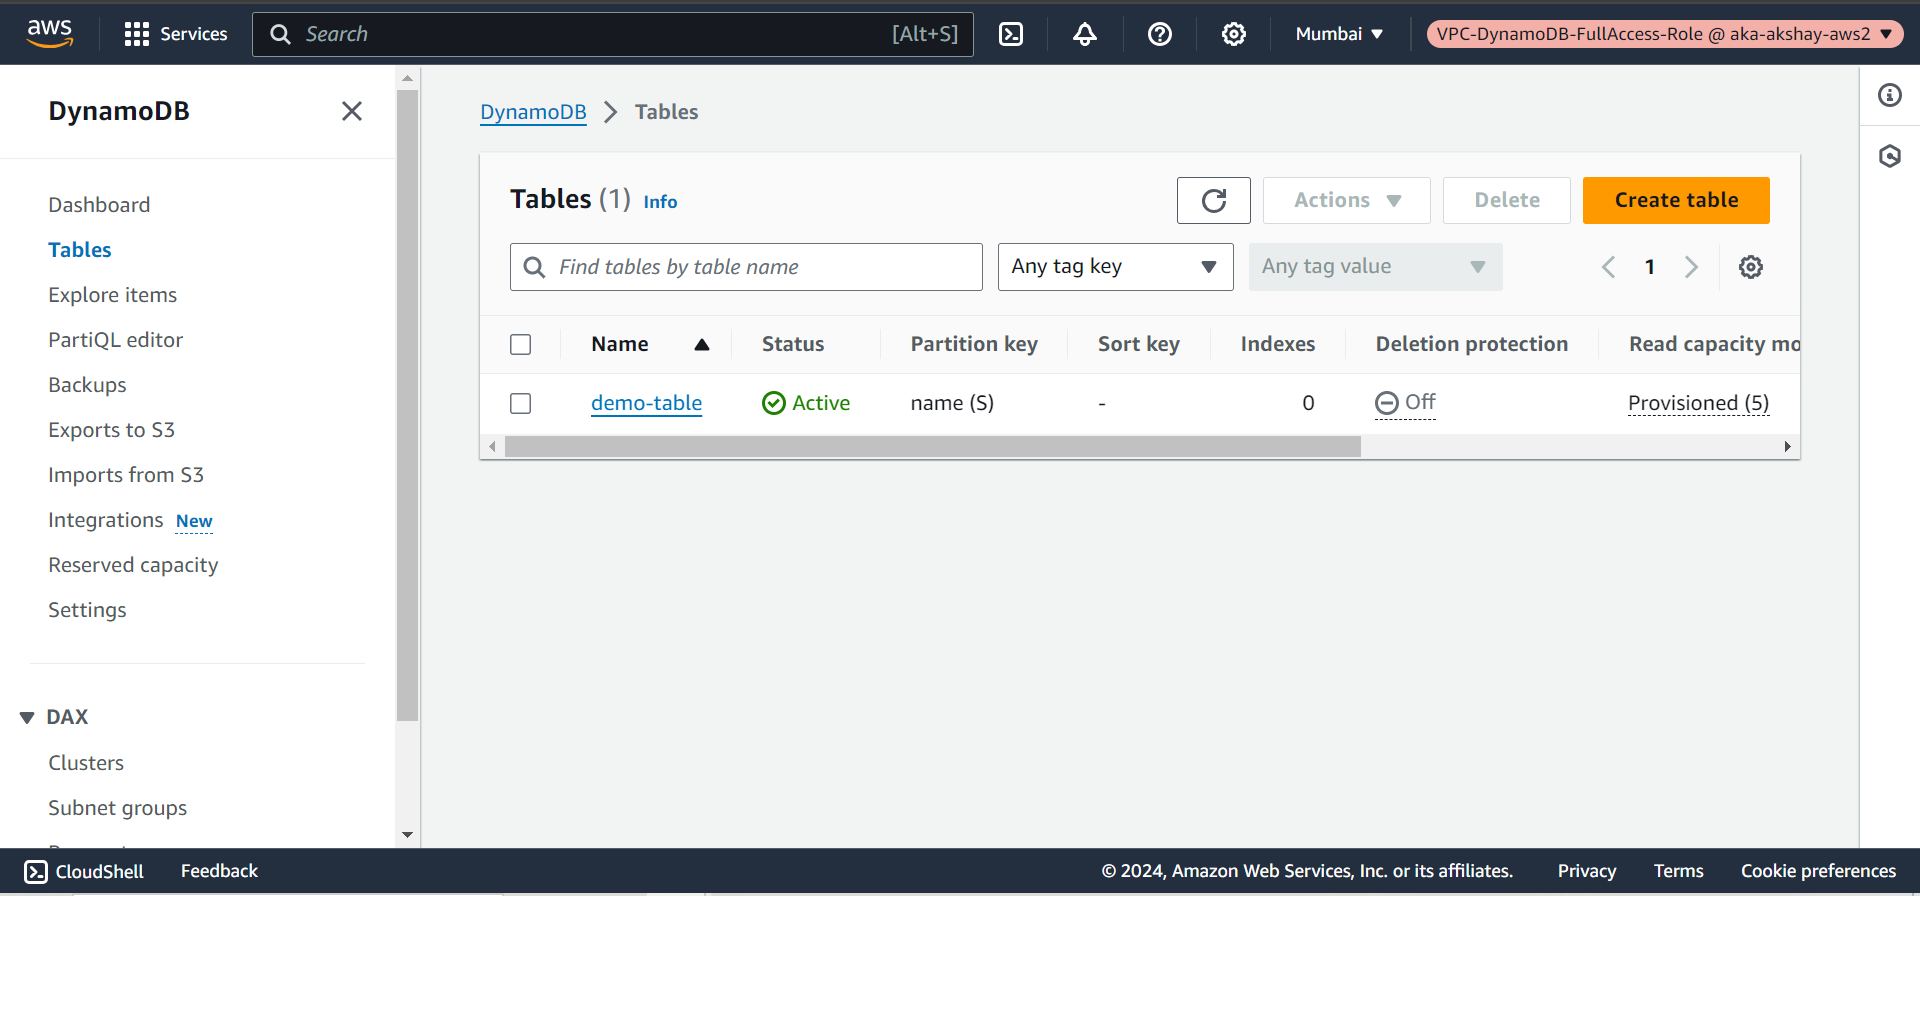 aws Services Search [Alt+S] Mumbai VPC-DynamoDB-FullAccess-Role @ aka-akshay-aws2
DynamoDB
Dashboard
Tables
Explore items
PartiQL editor
Backups
Exports to S3
Imports from S3
Integrations New
Reserved capacity
Settings
DAX
Clusters
Subnet groups
DynamoDB Tables
Tables (1) Info Actions Delete Create table
Find tables by table name Any tag key Any tag value 1
Name Status Partition key Sort key Indexes Deletion protection Read capacity mo
demo-table Active name (S) - 0 Off Provisioned (5)
CloudShell Feedback © 2024, Amazon Web Services, Inc. or its affiliates. Privacy Terms Cookie preferences